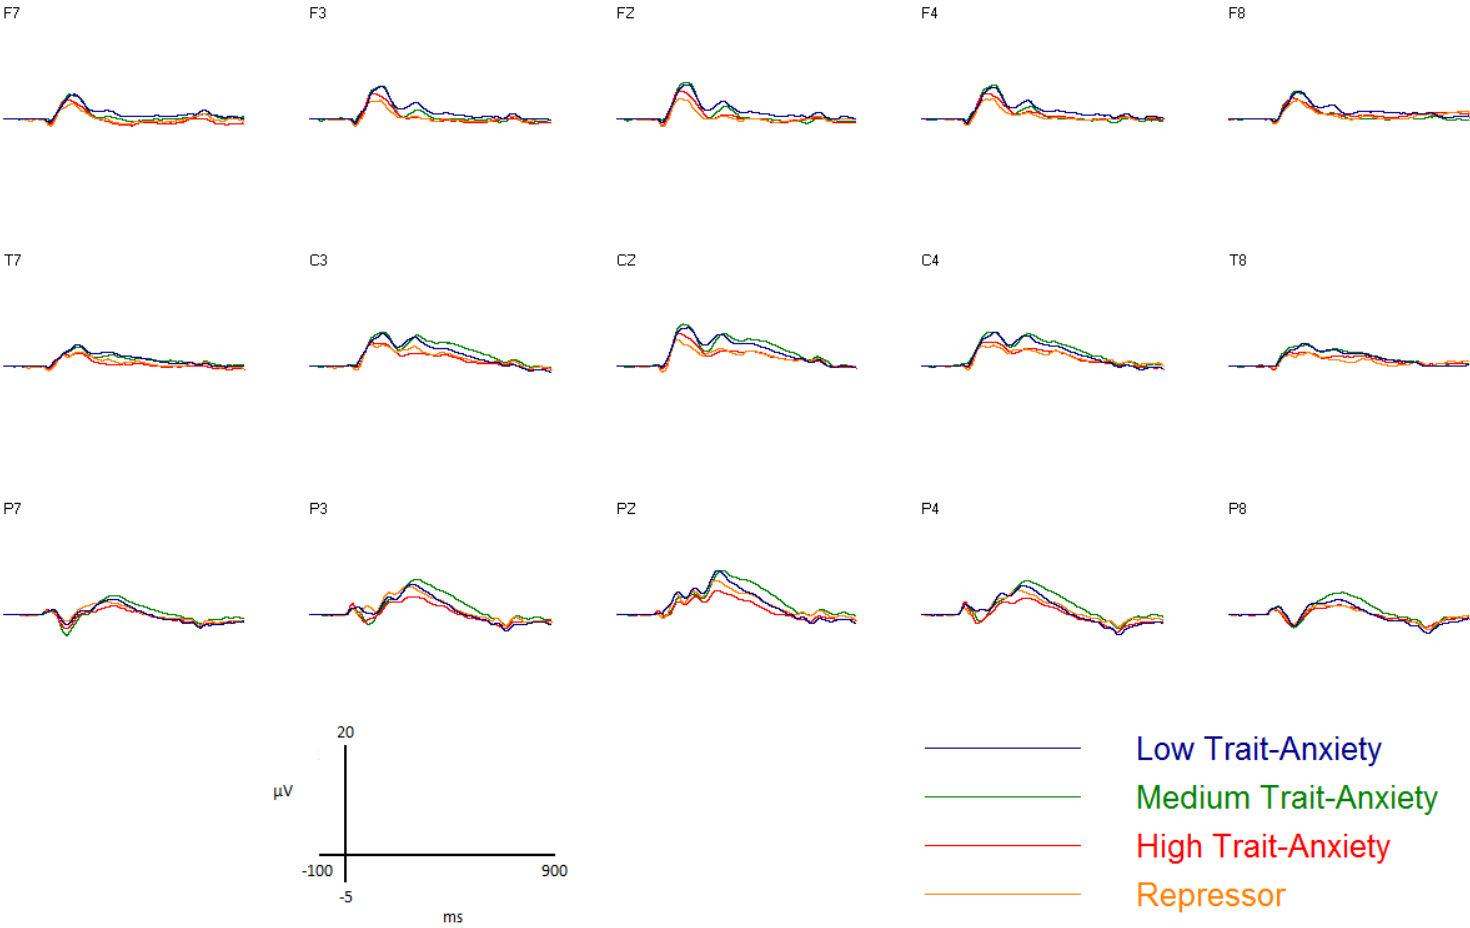 F7 F3 FZ F4 F8
T7 C3 CZ C4 T8
P7 P3 PZ P4 P8
20
µV
-100 900
-5
ms
Low Trait-Anxiety
Medium Trait-Anxiety
High Trait-Anxiety
Repressor